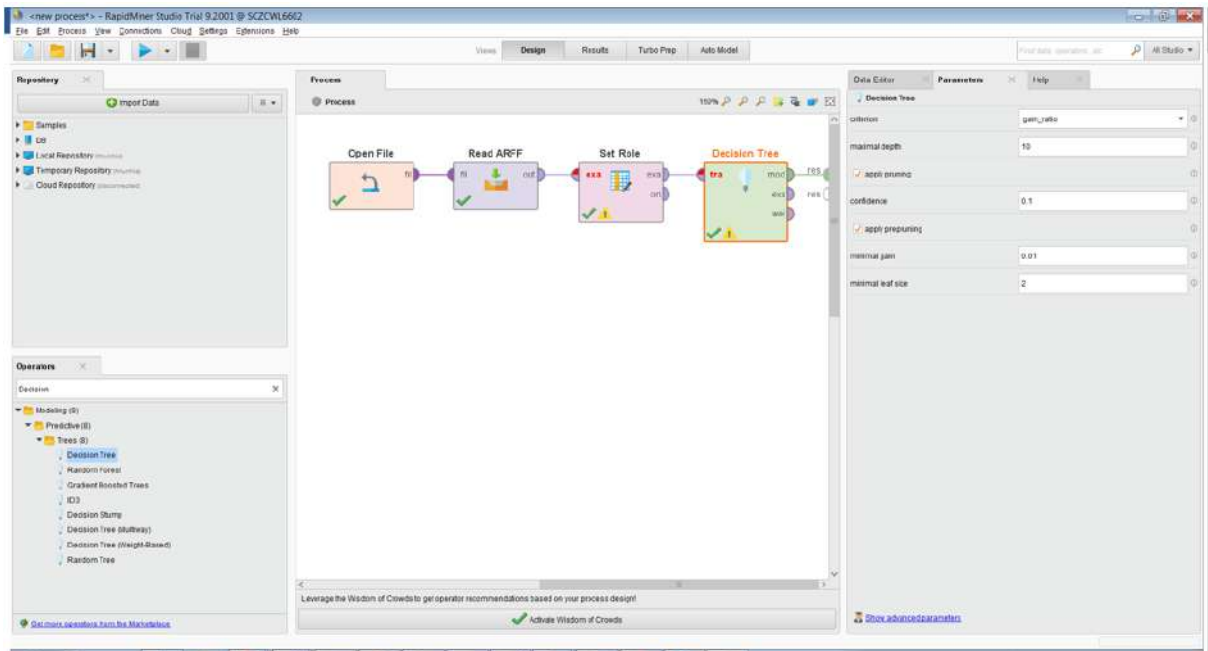 <new process*> – RapidMiner Studio Trial 9.2001 @ SCZCWL6662
File Edit Process View Connections Cloud Settings Extensions Help
Views Design Results Turbo Prep Auto Model
All Studio
Repository
Import Data
Samples
DB
Local Repository
Temporary Repository
Cloud Repository (disconnected)
Operators
Decision
Modeling (8)
Predictive (8)
Trees (8)
Decision Tree
Random Forest
Gradient Boosted Trees
ID3
Decision Stump
Decision Tree (Multiway)
Decision Tree (Weight-Based)
Random Tree
Get more operators from the Marketplace
Process
Process
Open File
fil
Read ARFF
fil out
Set Role
exa exa
ori
Decision Tree
tra mod
exa
wei
res
res
Leverage the Wisdom of Crowds to get operator recommendations based on your process design!
Activate Wisdom of Crowds
Data Editor Parameters Help
Decision Tree
criterion gain_ratio
maximal depth 10
apply pruning
confidence 0.1
apply prepruning
minimal gain 0.01
minimal leaf size 2
Show advanced parameters